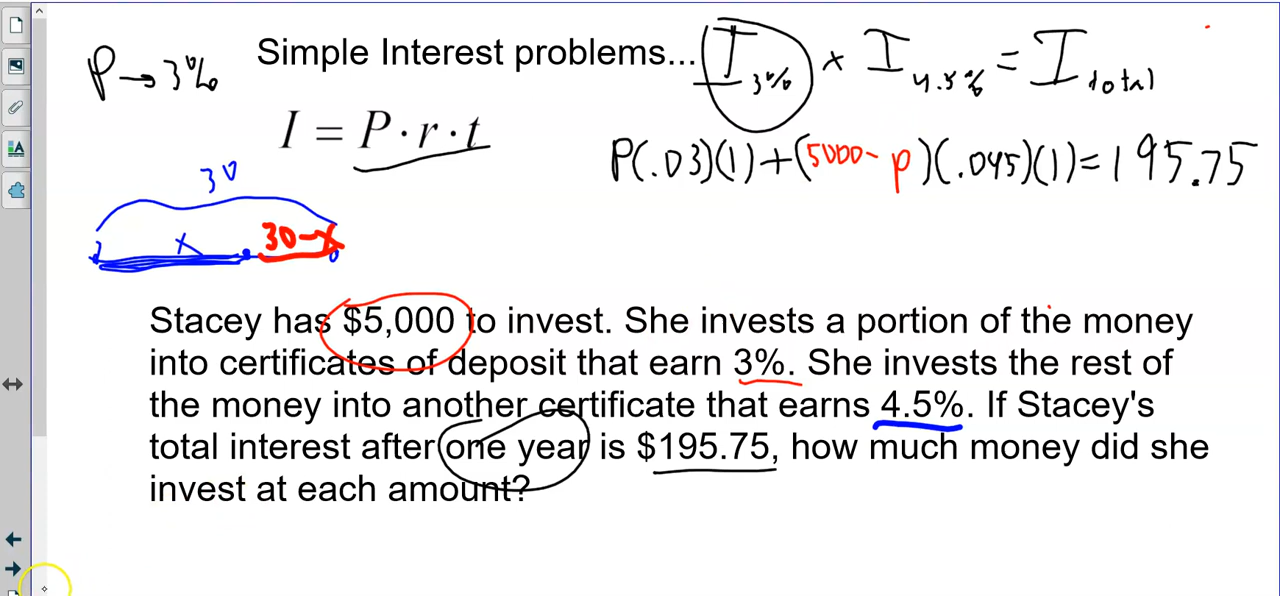 P → 3%
Simple Interest problems...
I 3% + I 4.5% = I total
I = P · r · t
P(.03)(1)+(5000-p)(.045)(1)=195.75
30
x
30-x
Stacey has $5,000 to invest. She invests a portion of the money
into certificates of deposit that earn 3%. She invests the rest of
the money into another certificate that earns 4.5%. If Stacey's
total interest after one year is $195.75, how much money did she
invest at each amount?